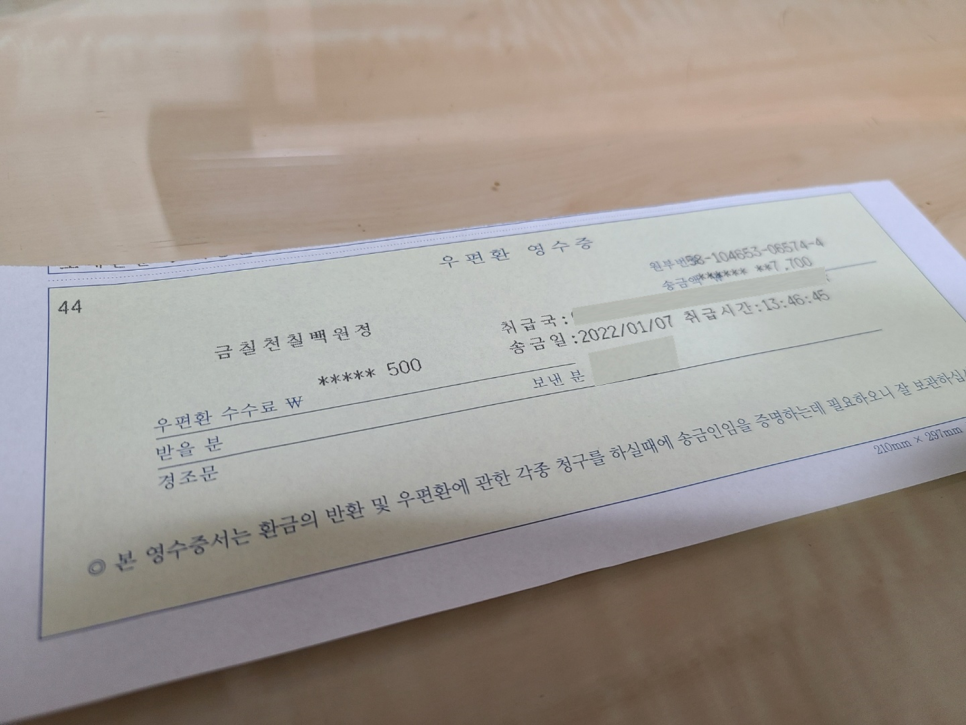 우편환 영수증
44
원부번호 58-104653-06574-4
송금액 ****** **7,700
금칠천칠백원정
취급국:
송금일:2022/01/07 취급시간:13:46:45
우편환 수수료 ₩ ***** 500
받을 분
보낸 분
경조문
◎ 본 영수증서는 환금의 반환 및 우편환에 관한 각종 청구를 하실때에 송금인임을 증명하는데 필요하오니 잘 보관하십
210mm × 297mm